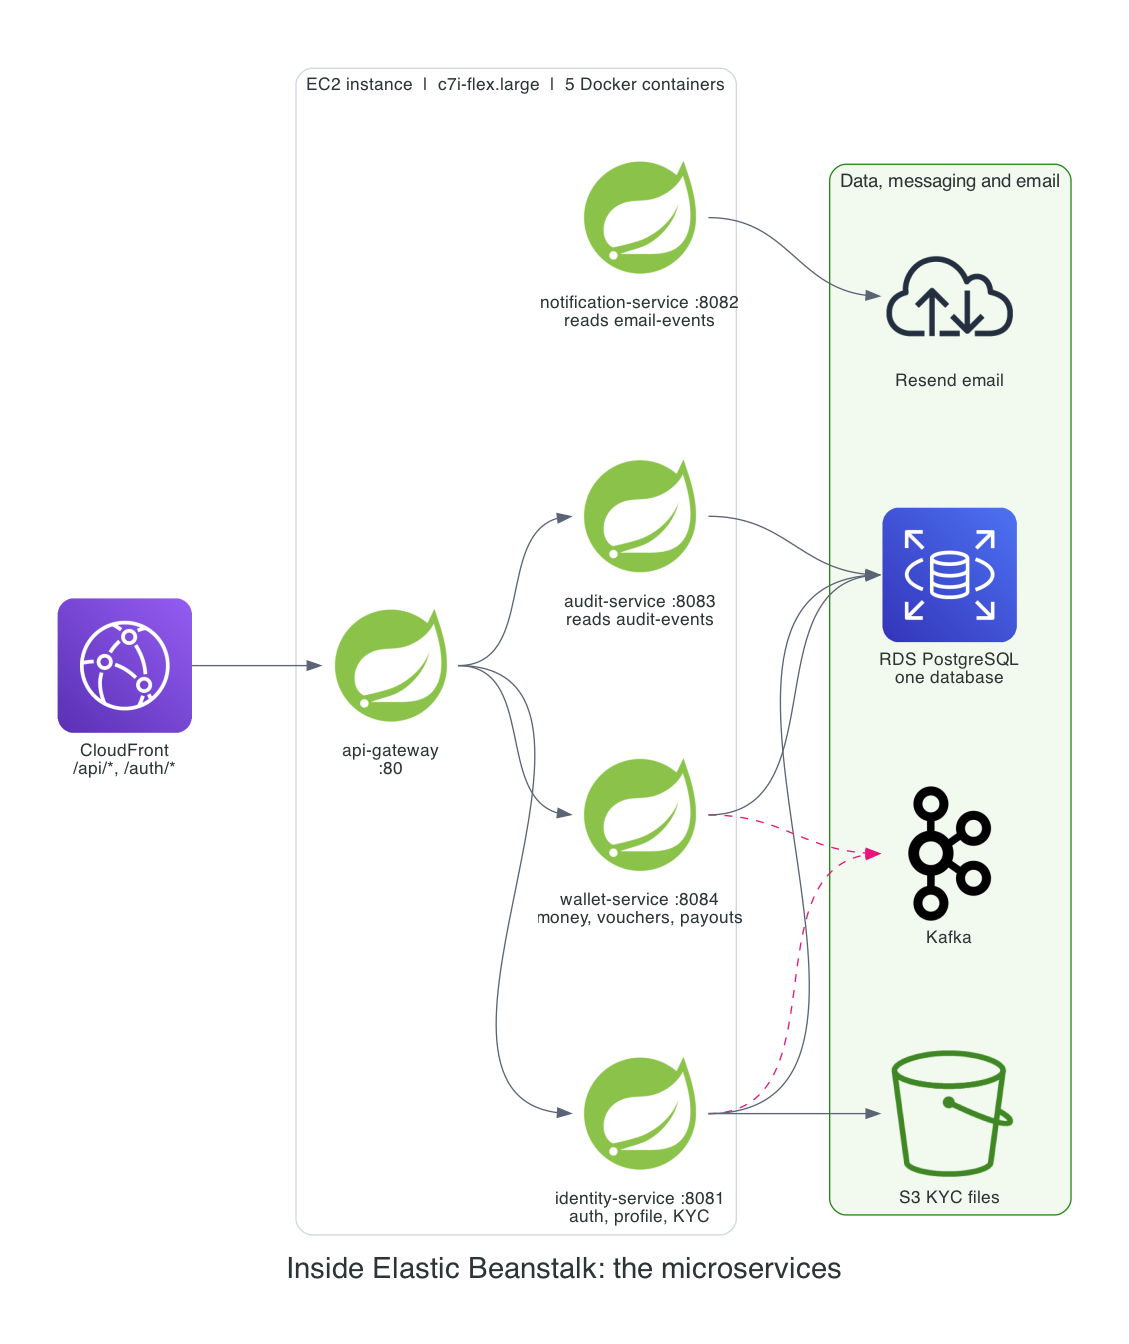 EC2 instance | c7i-flex.large | 5 Docker containers
notification-service :8082
reads email-events
Data, messaging and email
Resend email
audit-service :8083
reads audit-events
RDS PostgreSQL
one database
CloudFront
/api/*, /auth/*
api-gateway
:80
wallet-service :8084
money, vouchers, payouts
Kafka
identity-service :8081
auth, profile, KYC
S3 KYC files
Inside Elastic Beanstalk: the microservices